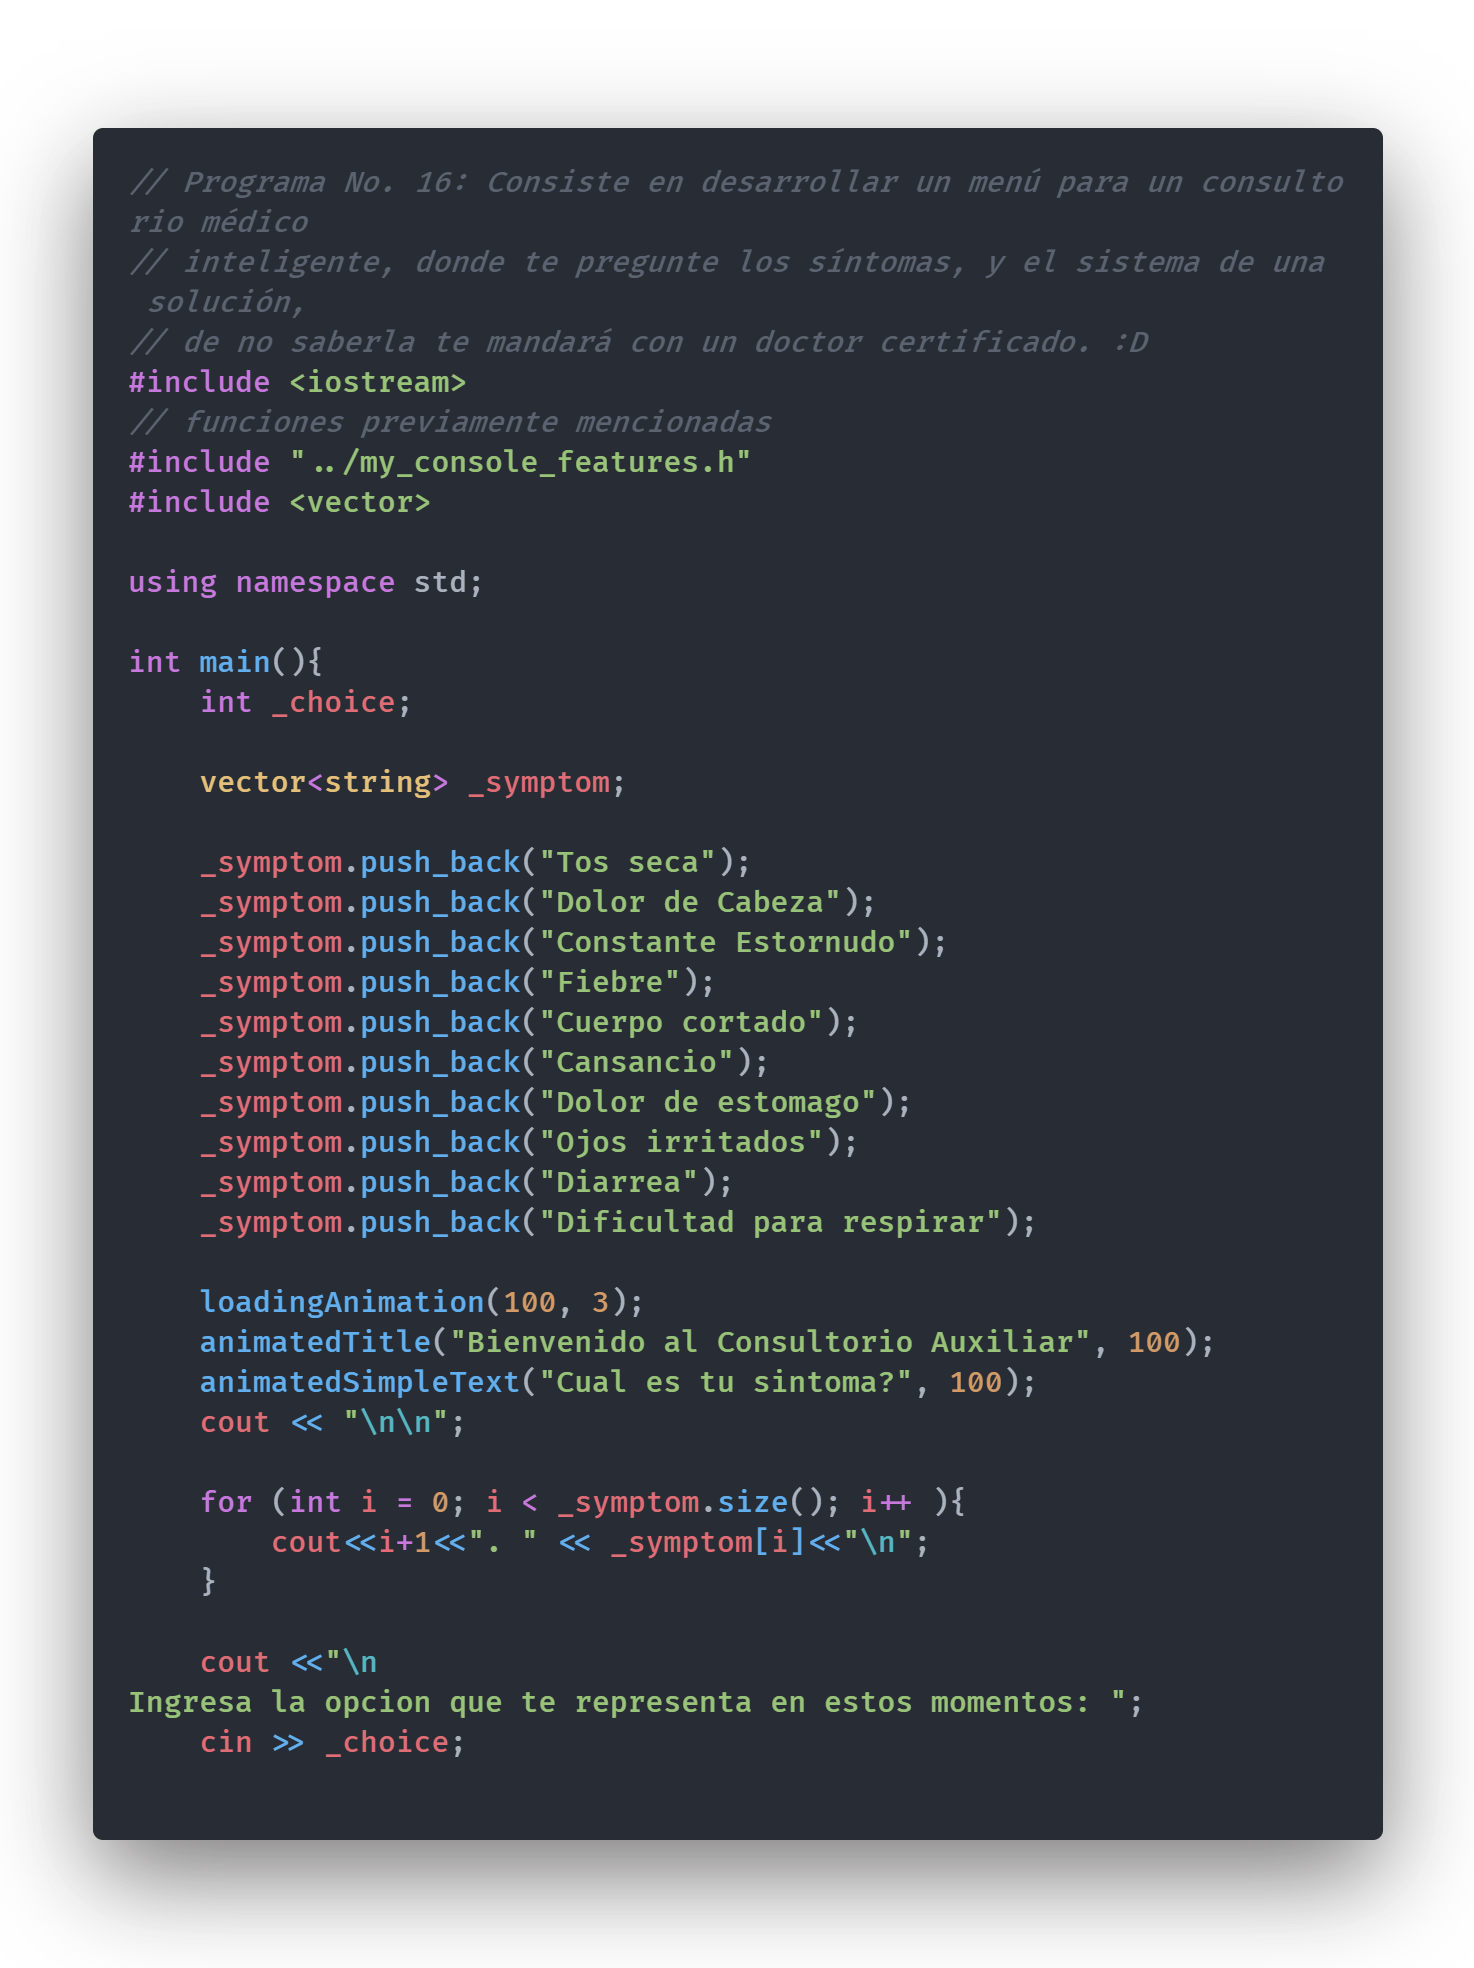 // Programa No. 16: Consiste en desarrollar un menú para un consulto
rio médico
// inteligente, donde te pregunte los síntomas, y el sistema de una
 solución,
// de no saberla te mandará con un doctor certificado. :D
#include <iostream>
// funciones previamente mencionadas
#include "../my_console_features.h"
#include <vector>

using namespace std;

int main(){
    int _choice;

    vector<string> _symptom;

    _symptom.push_back("Tos seca");
    _symptom.push_back("Dolor de Cabeza");
    _symptom.push_back("Constante Estornudo");
    _symptom.push_back("Fiebre");
    _symptom.push_back("Cuerpo cortado");
    _symptom.push_back("Cansancio");
    _symptom.push_back("Dolor de estomago");
    _symptom.push_back("Ojos irritados");
    _symptom.push_back("Diarrea");
    _symptom.push_back("Dificultad para respirar");

    loadingAnimation(100, 3);
    animatedTitle("Bienvenido al Consultorio Auxiliar", 100);
    animatedSimpleText("Cual es tu sintoma?", 100);
    cout << "\n\n";

    for (int i = 0; i < _symptom.size(); i++ ){
        cout<<i+1<<". " << _symptom[i]<<"\n";
    }

    cout <<"\n
Ingresa la opcion que te representa en estos momentos: ";
    cin >> _choice;